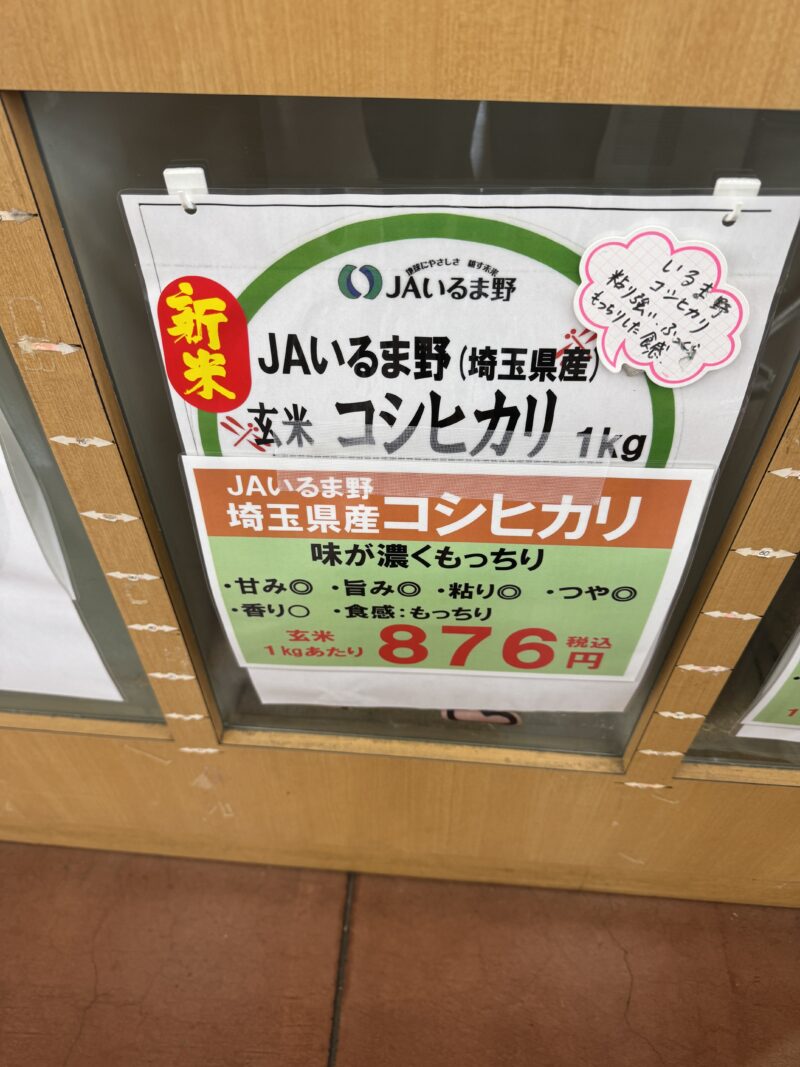 地球にやさしさ 耕す未来
JAいるま野
新米
いるま野
コシヒカリ
粘り強い ふっくら
もっちりした食感
JAいるま野(埼玉県産)
玄米 コシヒカリ 1kg
JAいるま野
埼玉県産コシヒカリ
味が濃くもっちり
・甘み◎ ・旨み◎ ・粘り◎ ・つや◎
・香り○ ・食感:もっちり
玄米
1kgあたり 876円 税込